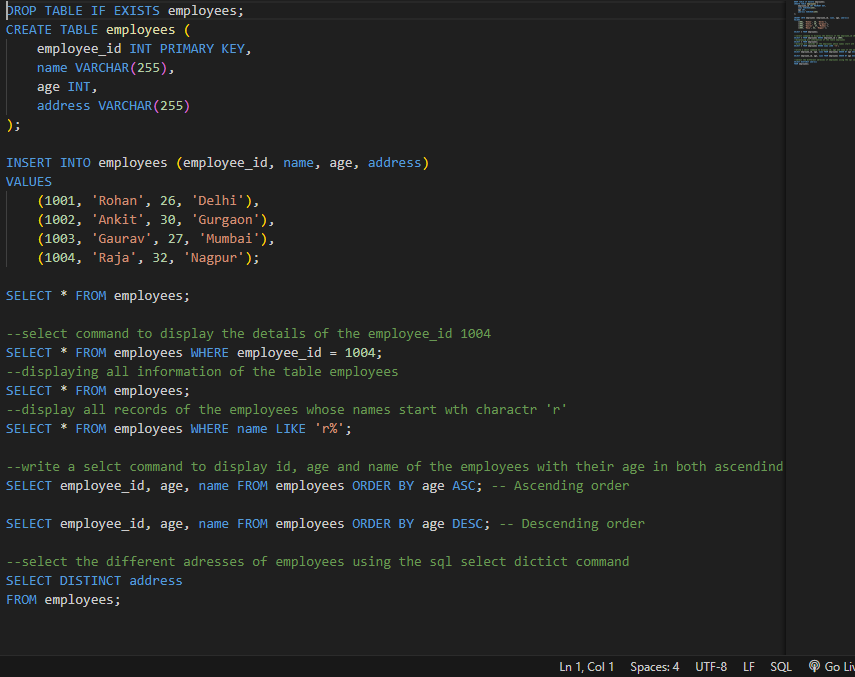 DROP TABLE IF EXISTS employees;
CREATE TABLE employees (
    employee_id INT PRIMARY KEY,
    name VARCHAR(255),
    age INT,
    address VARCHAR(255)
);

INSERT INTO employees (employee_id, name, age, address)
VALUES
    (1001, 'Rohan', 26, 'Delhi'),
    (1002, 'Ankit', 30, 'Gurgaon'),
    (1003, 'Gaurav', 27, 'Mumbai'),
    (1004, 'Raja', 32, 'Nagpur');

SELECT * FROM employees;

--select command to display the details of the employee_id 1004
SELECT * FROM employees WHERE employee_id = 1004;
--displaying all information of the table employees
SELECT * FROM employees;
--display all records of the employees whose names start wth charactr 'r'
SELECT * FROM employees WHERE name LIKE 'r%';

--write a selct command to display id, age and name of the employees with their age in both ascendind
SELECT employee_id, age, name FROM employees ORDER BY age ASC; -- Ascending order

SELECT employee_id, age, name FROM employees ORDER BY age DESC; -- Descending order

--select the different adresses of employees using the sql select dictict command
SELECT DISTINCT address
FROM employees;
Ln 1, Col 1 Spaces: 4 UTF-8 LF SQL Go Liv